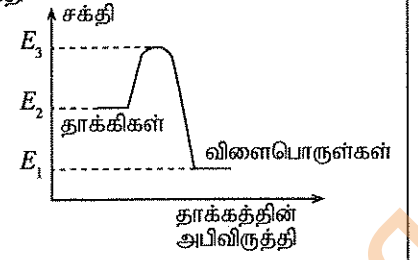 சக்தி
E₃
E₂
தாக்கிகள்
விளைபொருள்கள்
E₁
தாக்கத்தின்
அபிவிருத்தி